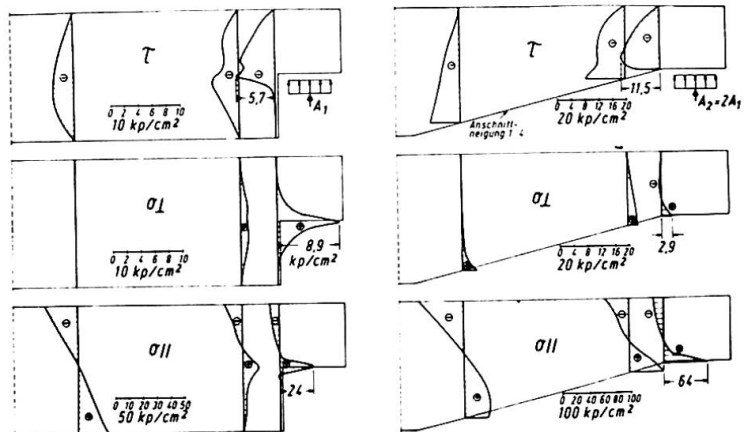 τ
5,7
A₁
0 2 4 6 8 10
10 kp/cm²
τ
11,5
A₂=2A₁
0 4 8 12 16 20
20 kp/cm²
Anschnitt-
neigung 1:4
σ⊥
0 2 4 6 8 10
10 kp/cm²
8,9
kp/cm²
σ⊥
0 4 8 12 16 20
20 kp/cm²
2,9
σ||
0 10 20 30 40 50
50 kp/cm²
24
σ||
0 20 40 60 80 100
100 kp/cm²
64